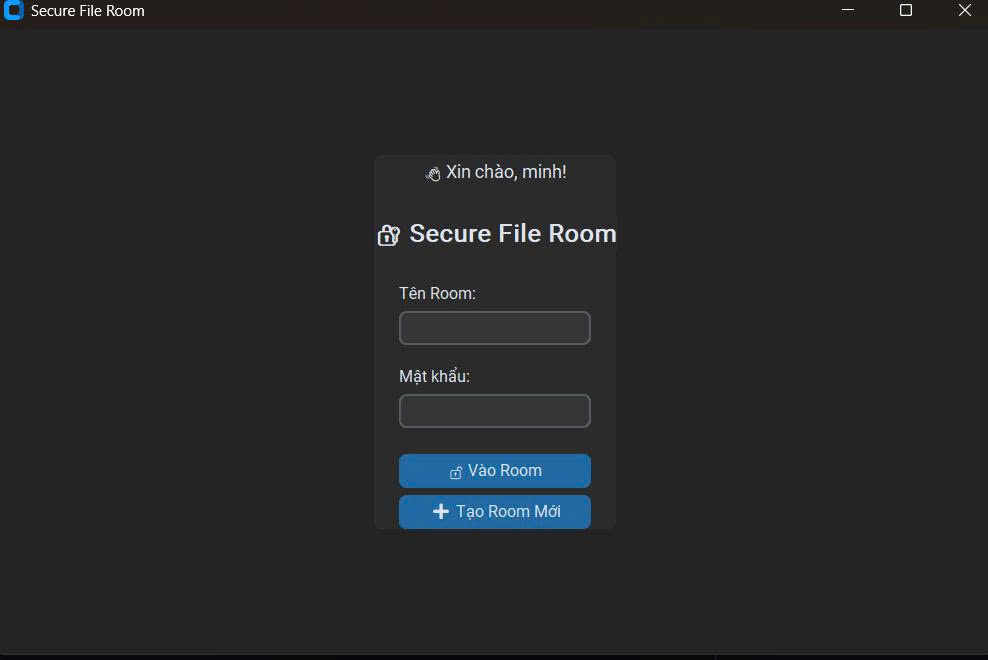 Secure File Room
👋 Xin chào, minh!
🔐 Secure File Room
Tên Room:
Mật khẩu:
🔓 Vào Room
➕ Tạo Room Mới